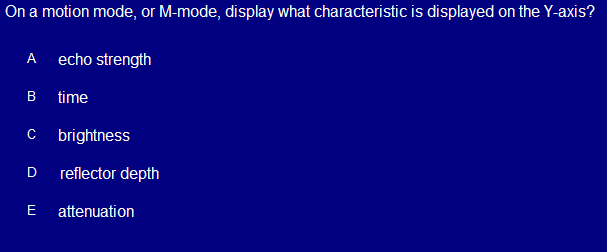 On a motion mode, or M-mode, display what characteristic is displayed on the Y-axis?
A echo strength
B time
C brightness
D reflector depth
E attenuation